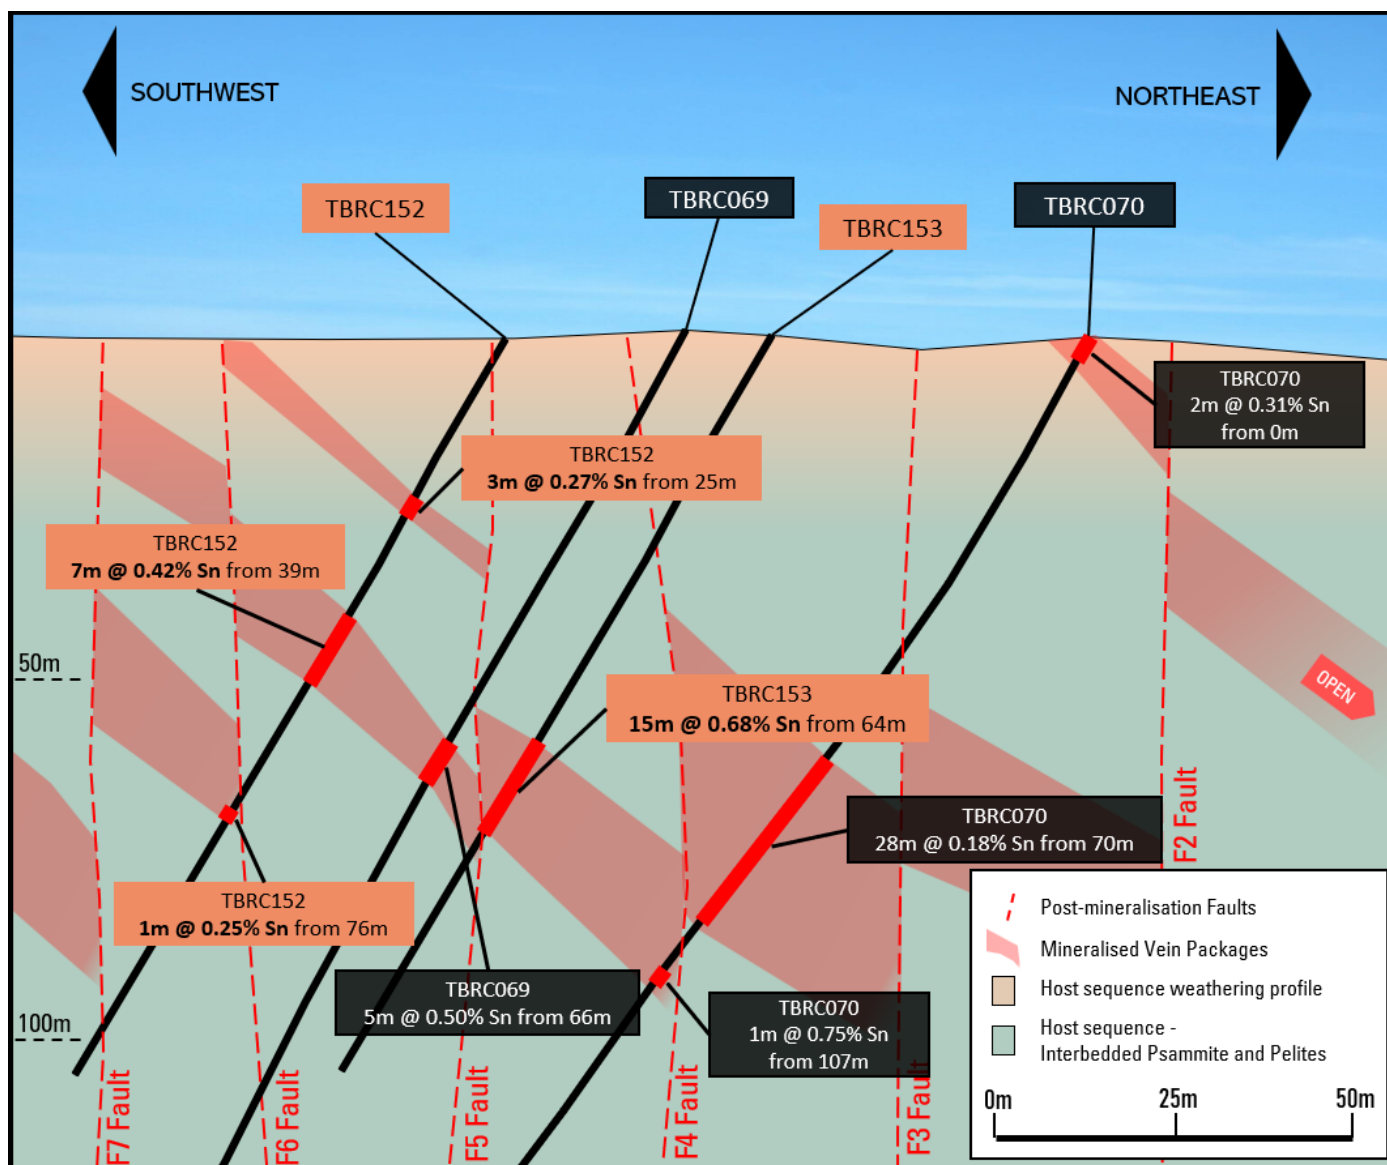 SOUTHWEST
NORTHEAST
TBRC152
TBRC069
TBRC153
TBRC070
TBRC070
2m @ 0.31% Sn
from 0m
TBRC152
3m @ 0.27% Sn from 25m
TBRC152
7m @ 0.42% Sn from 39m
50m
OPEN
TBRC153
15m @ 0.68% Sn from 64m
TBRC070
28m @ 0.18% Sn from 70m
F2 Fault
TBRC152
1m @ 0.25% Sn from 76m
TBRC069
5m @ 0.50% Sn from 66m
TBRC070
1m @ 0.75% Sn
from 107m
100m
F7 Fault
F6 Fault
F5 Fault
F4 Fault
F3 Fault
Post-mineralisation Faults
Mineralised Vein Packages
Host sequence weathering profile
Host sequence -
Interbedded Psammite and Pelites
0m
25m
50m